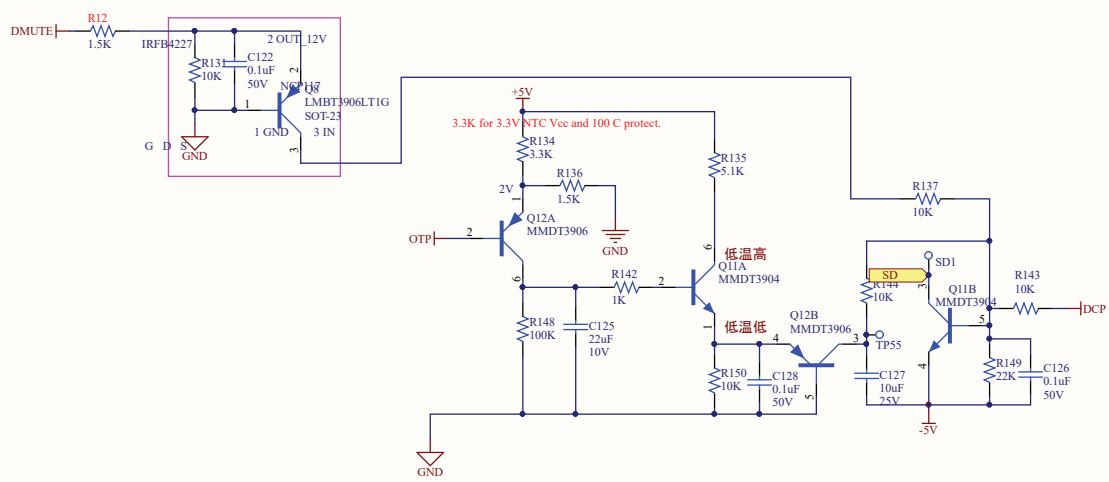 DMUTE
R12
1.5K
IRFB4227
2 OUT_12V
R131
10K
C122
0.1uF
50V
2
NCP117
Q8
LMBT3906LT1G
SOT-23
1
1 GND
3 IN
3
G D S
GND
+5V
3.3K for 3.3V NTC Vcc and 100 C protect.
R134
3.3K
R135
5.1K
2V
R136
1.5K
GND
R137
10K
OTP
2
1
Q12A
MMDT3906
6
R142
1K
2
6
低温高
Q11A
MMDT3904
1
低温低
R148
100K
C125
22uF
10V
R150
10K
C128
0.1uF
50V
Q12B
MMDT3906
4
3
5
TP55
SD
SD1
R144
10K
3
Q11B
MMDT3904
5
4
R143
10K
DCP
C127
10uF
25V
R149
22K
C126
0.1uF
50V
-5V
GND